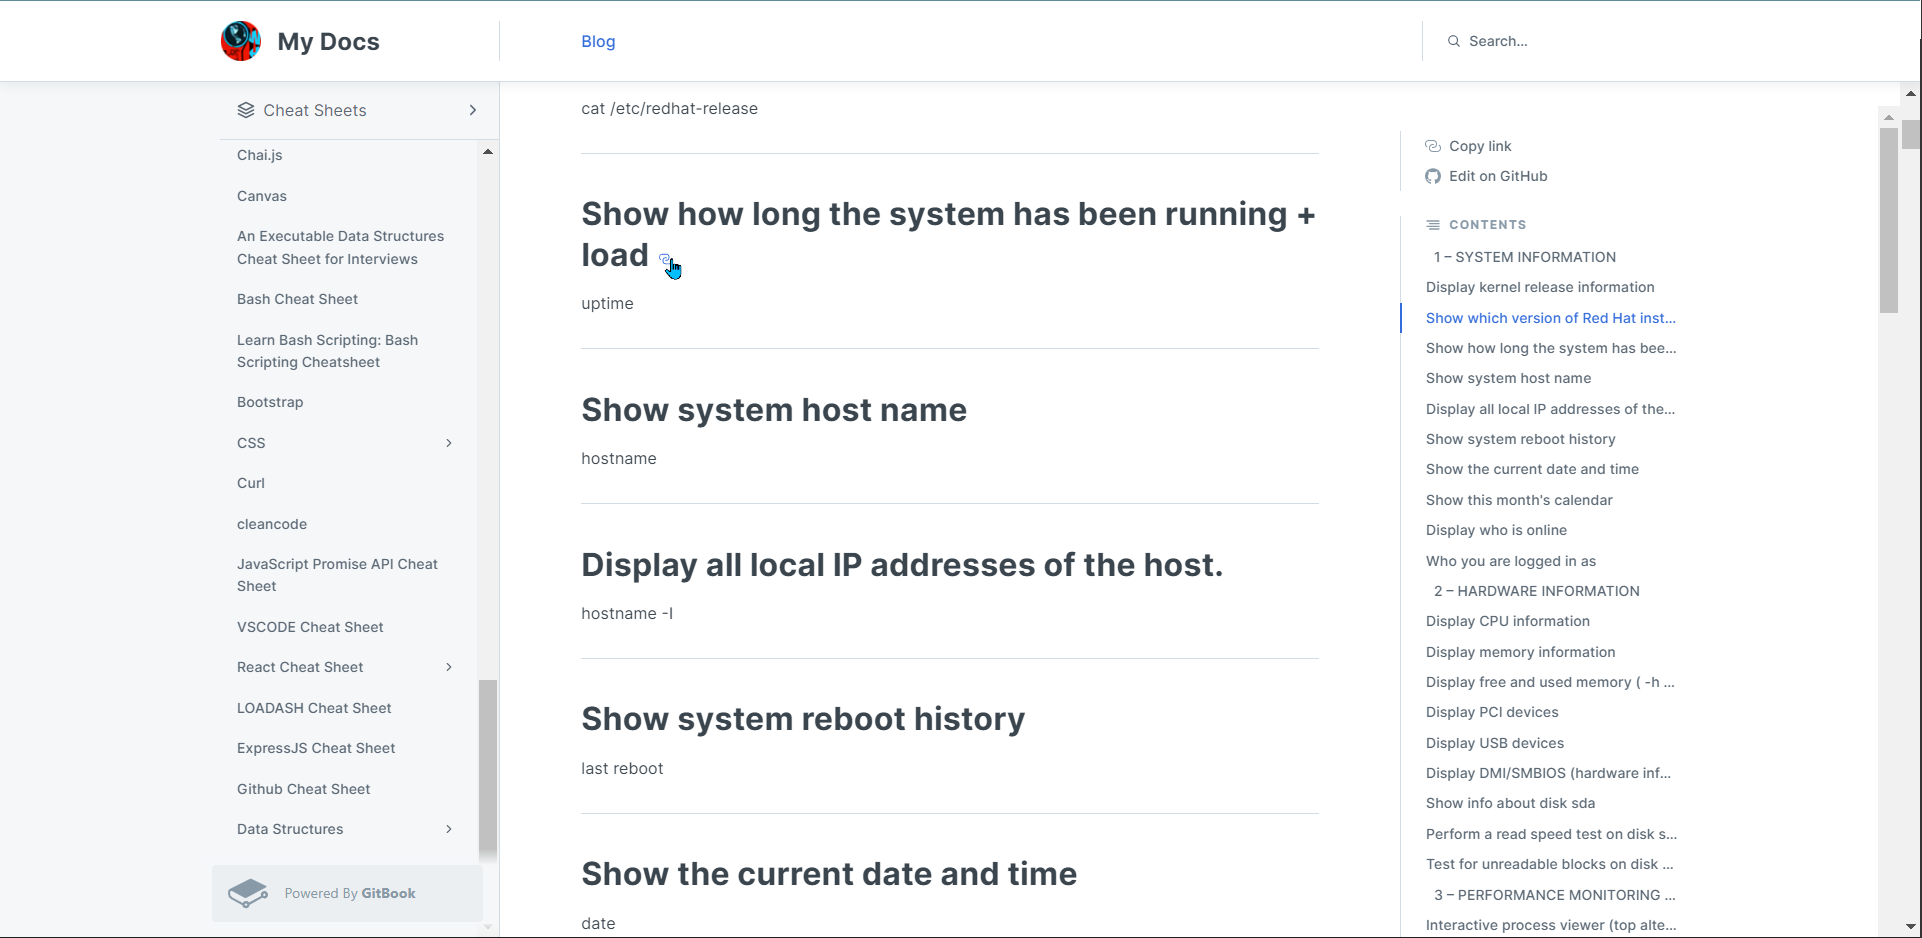 My Docs
Blog
Search...
Cheat Sheets
Chai.js
Canvas
An Executable Data Structures
Cheat Sheet for Interviews
Bash Cheat Sheet
Learn Bash Scripting: Bash
Scripting Cheatsheet
Bootstrap
CSS
Curl
cleancode
JavaScript Promise API Cheat
Sheet
VSCODE Cheat Sheet
React Cheat Sheet
LOADASH Cheat Sheet
ExpressJS Cheat Sheet
Github Cheat Sheet
Data Structures
Powered By GitBook
cat /etc/redhat-release
Show how long the system has been running +
load
uptime
Show system host name
hostname
Display all local IP addresses of the host.
hostname -I
Show system reboot history
last reboot
Show the current date and time
date
Copy link
Edit on GitHub
CONTENTS
1 – SYSTEM INFORMATION
Display kernel release information
Show which version of Red Hat inst...
Show how long the system has bee...
Show system host name
Display all local IP addresses of the...
Show system reboot history
Show the current date and time
Show this month's calendar
Display who is online
Who you are logged in as
2 – HARDWARE INFORMATION
Display CPU information
Display memory information
Display free and used memory ( -h ...
Display PCI devices
Display USB devices
Display DMI/SMBIOS (hardware inf...
Show info about disk sda
Perform a read speed test on disk s...
Test for unreadable blocks on disk ...
3 – PERFORMANCE MONITORING ...
Interactive process viewer (top alte...